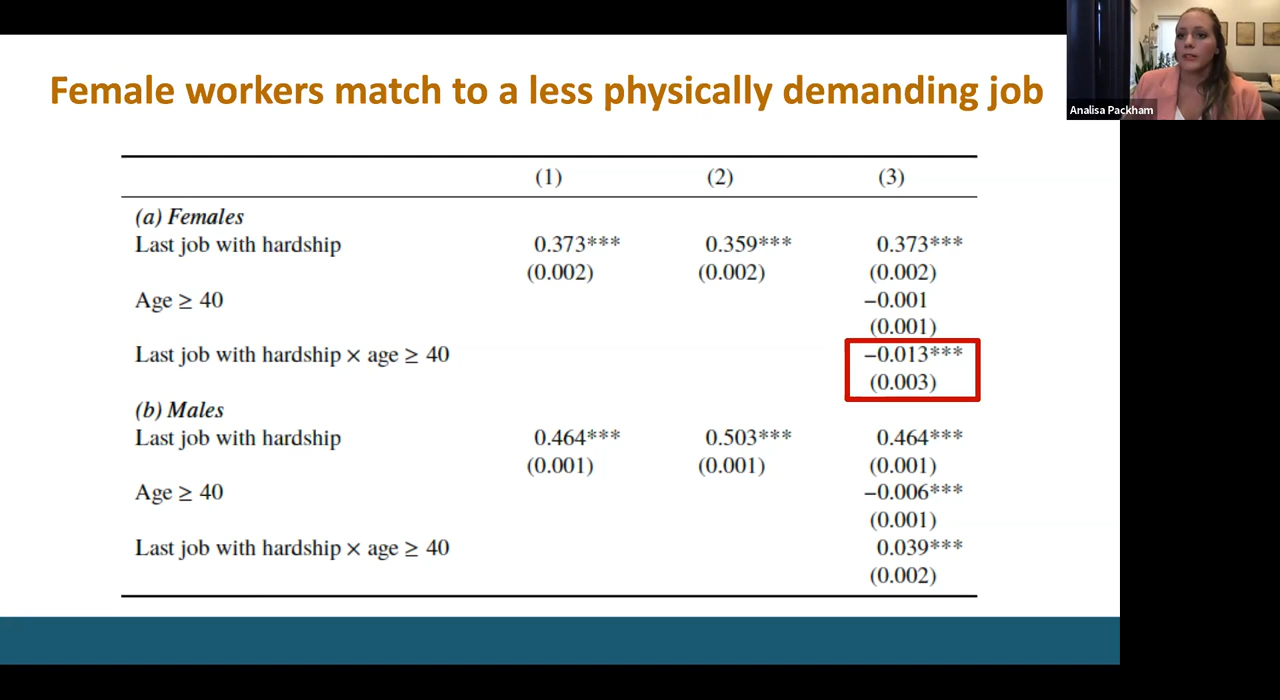 Female workers match to a less physically demanding job
Analisa Packham
(1) (2) (3)
(a) Females
Last job with hardship 0.373*** 0.359*** 0.373***
(0.002) (0.002) (0.002)
Age ≥ 40 −0.001
(0.001)
Last job with hardship × age ≥ 40 −0.013***
(0.003)
(b) Males
Last job with hardship 0.464*** 0.503*** 0.464***
(0.001) (0.001) (0.001)
Age ≥ 40 −0.006***
(0.001)
Last job with hardship × age ≥ 40 0.039***
(0.002)